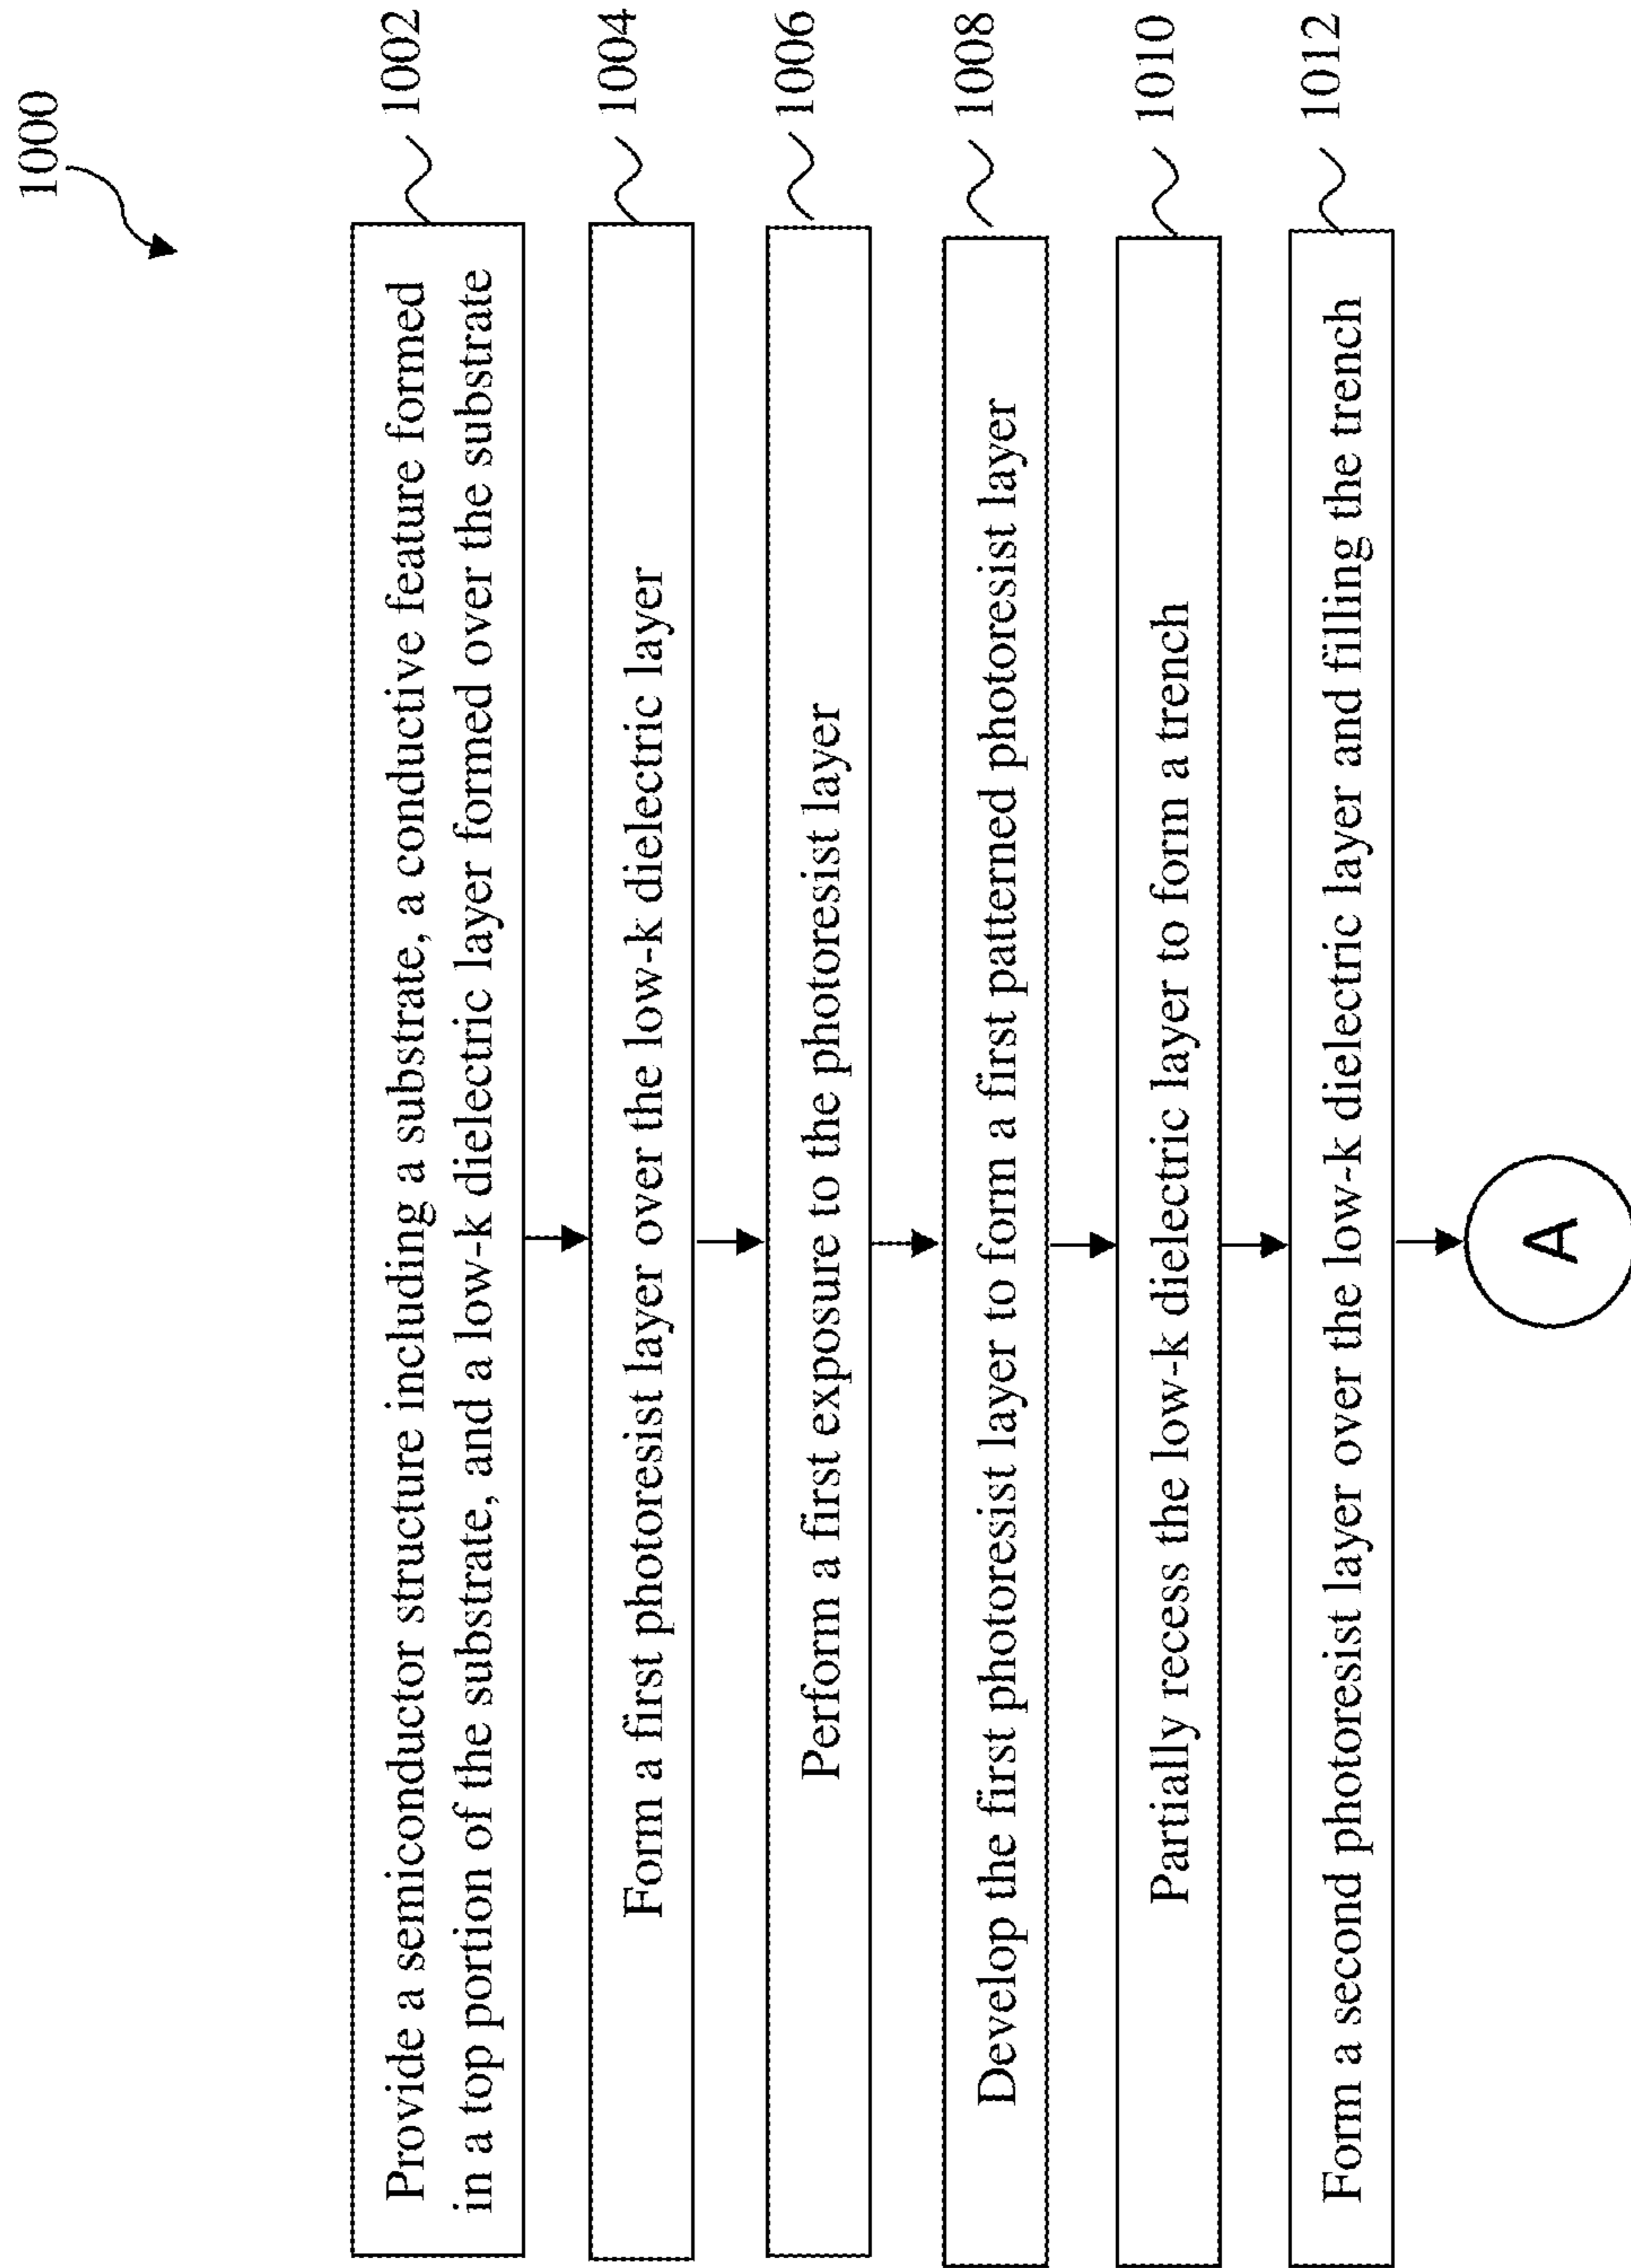 1000
Provide a semiconductor structure including a substrate, a conductive feature formed
in a top portion of the substrate, and a low-k dielectric layer formed over the substrate
1002
Form a first photoresist layer over the low-k dielectric layer
1004
Perform a first exposure to the photoresist layer
1006
Develop the first photoresist layer to form a first patterned photoresist layer
1008
Partially recess the low-k dielectric layer to form a trench
1010
Form a second photoresist layer over the low-k dielectric layer and filling the trench
1012
A